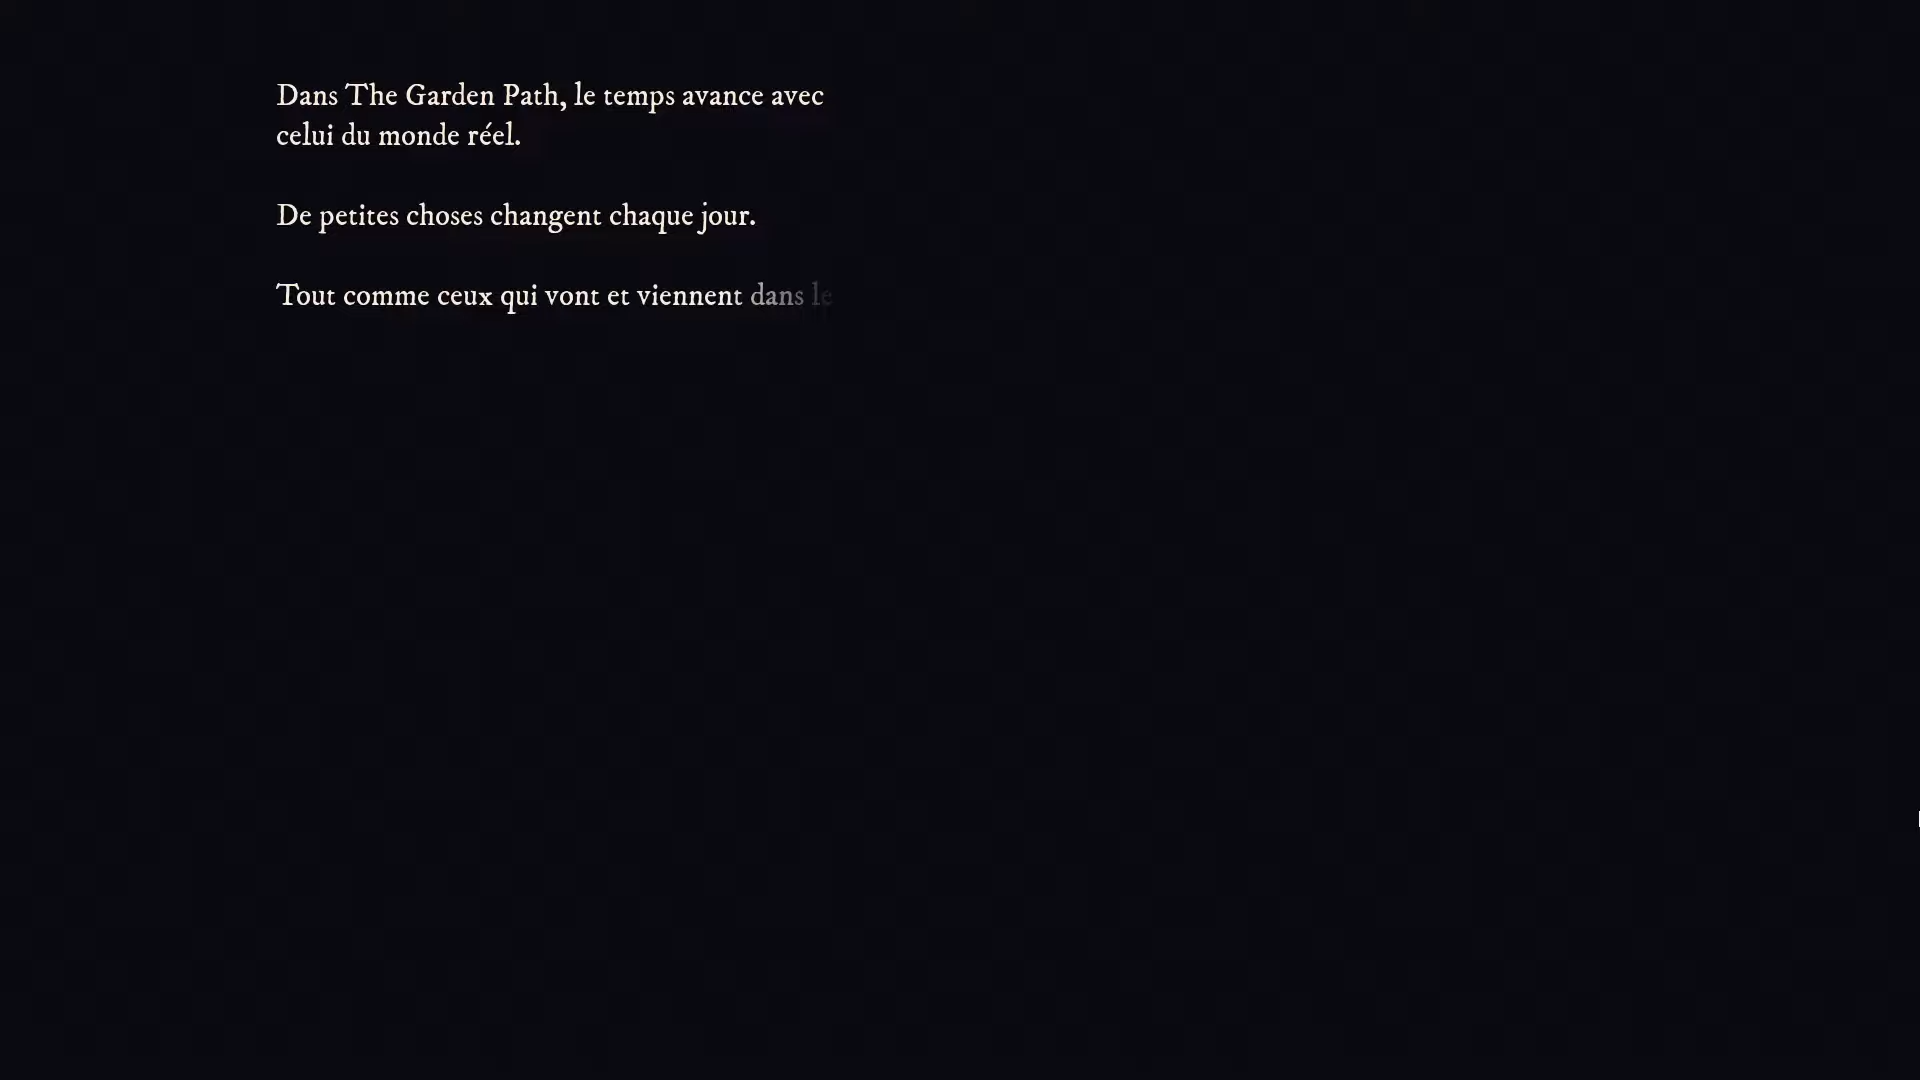 Dans The Garden Path, le temps avance avec
celui du monde réel.
De petites choses changent chaque jour.
Tout comme ceux qui vont et viennent dans le